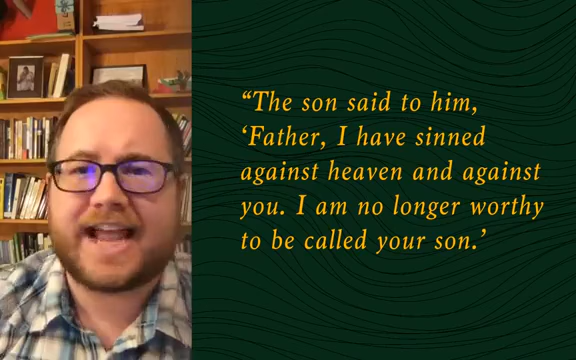 “The son said to him,
‘Father, I have sinned
against heaven and against
you. I am no longer worthy
to be called your son.’